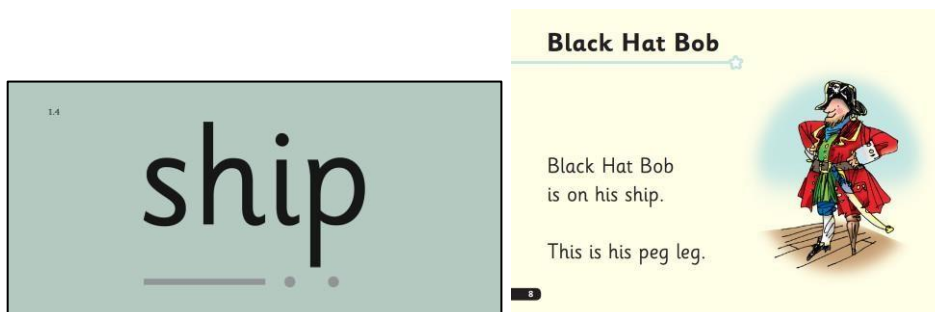 1.4
ship
Black Hat Bob
Black Hat Bob
is on his ship.
This is his peg leg.
8